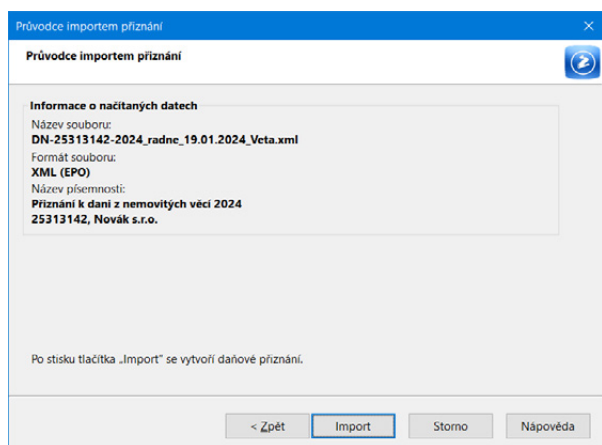 Průvodce importem přiznání
Průvodce importem přiznání
Informace o načítaných datech
Název souboru:
DN-25313142-2024_radne_19.01.2024_Veta.xml
Formát souboru:
XML (EPO)
Název písemnosti:
Přiznání k dani z nemovitých věcí 2024
25313142, Novák s.r.o.
Po stisku tlačítka „Import" se vytvoří daňové přiznání.
< Zpět Import Storno Nápověda